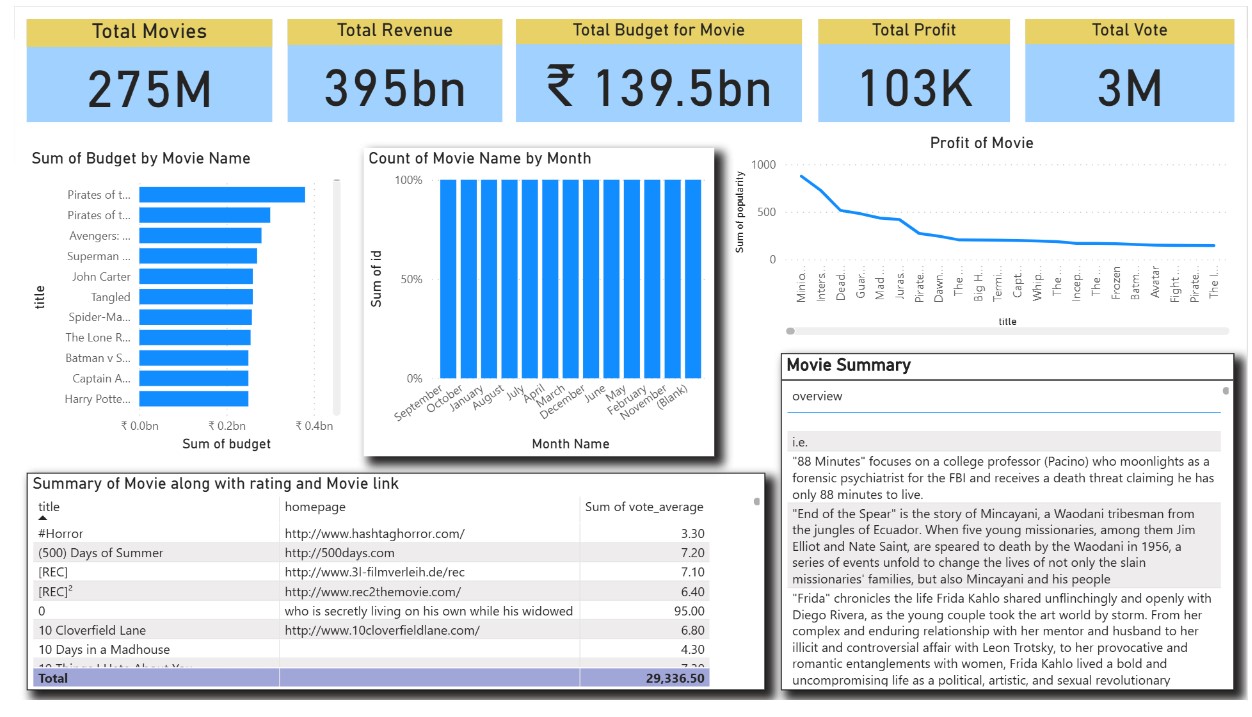 Total Movies
275M
Total Revenue
395bn
Total Budget for Movie
₹ 139.5bn
Total Profit
103K
Total Vote
3M
Sum of Budget by Movie Name
title
Pirates of t...
Pirates of t...
Avengers: ...
Superman ...
John Carter
Tangled
Spider-Ma...
The Lone R...
Batman v S...
Captain A...
Harry Potte...
₹ 0.0bn ₹ 0.2bn ₹ 0.4bn
Sum of budget
Count of Movie Name by Month
Sum of id
100%
50%
0%
September October January August July April March December June May February November (Blank)
Month Name
Profit of Movie
Sum of popularity
1000
500
0
Minio... Inters... Dead... Guar... Mad ... Juras... Pirate... Dawn... The ... Big H... Termi... Capt... Whip... The ... Incep... The ... Frozen Batm... Avatar Fight ... Pirate... The I...
title
Summary of Movie along with rating and Movie link
title homepage Sum of vote_average
#Horror http://www.hashtaghorror.com/ 3.30
(500) Days of Summer http://500days.com 7.20
[REC] http://www.3l-filmverleih.de/rec 7.10
[REC]² http://www.rec2themovie.com/ 6.40
0 who is secretly living on his own while his widowed 95.00
10 Cloverfield Lane http://www.10cloverfieldlane.com/ 6.80
10 Days in a Madhouse 4.30
10 Things I Hate About You 7.30
Total 29,336.50
Movie Summary
overview
i.e.
"88 Minutes" focuses on a college professor (Pacino) who moonlights as a
forensic psychiatrist for the FBI and receives a death threat claiming he has
only 88 minutes to live.
"End of the Spear" is the story of Mincayani, a Waodani tribesman from
the jungles of Ecuador. When five young missionaries, among them Jim
Elliot and Nate Saint, are speared to death by the Waodani in 1956, a
series of events unfold to change the lives of not only the slain
missionaries' families, but also Mincayani and his people
"Frida" chronicles the life Frida Kahlo shared unflinchingly and openly with
Diego Rivera, as the young couple took the art world by storm. From her
complex and enduring relationship with her mentor and husband to her
illicit and controversial affair with Leon Trotsky, to her provocative and
romantic entanglements with women, Frida Kahlo lived a bold and
uncompromising life as a political, artistic, and sexual revolutionary